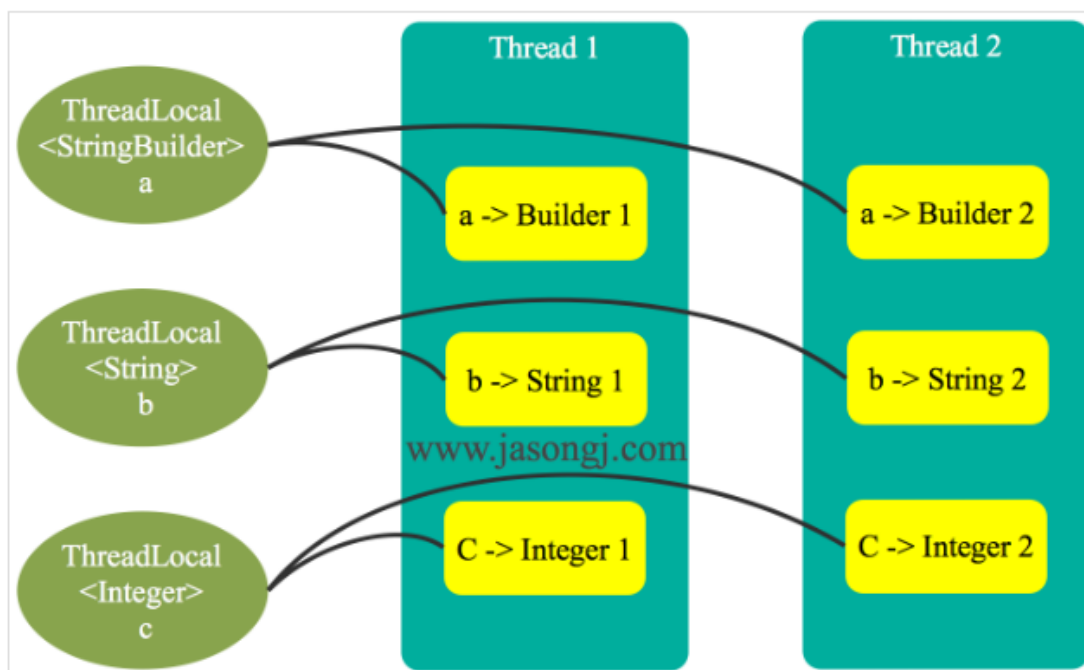 Thread 1
Thread 2
ThreadLocal
<StringBuilder>
a
a -> Builder 1
a -> Builder 2
ThreadLocal
<String>
b
b -> String 1
b -> String 2
www.jasongj.com
ThreadLocal
<Integer>
c
C -> Integer 1
C -> Integer 2